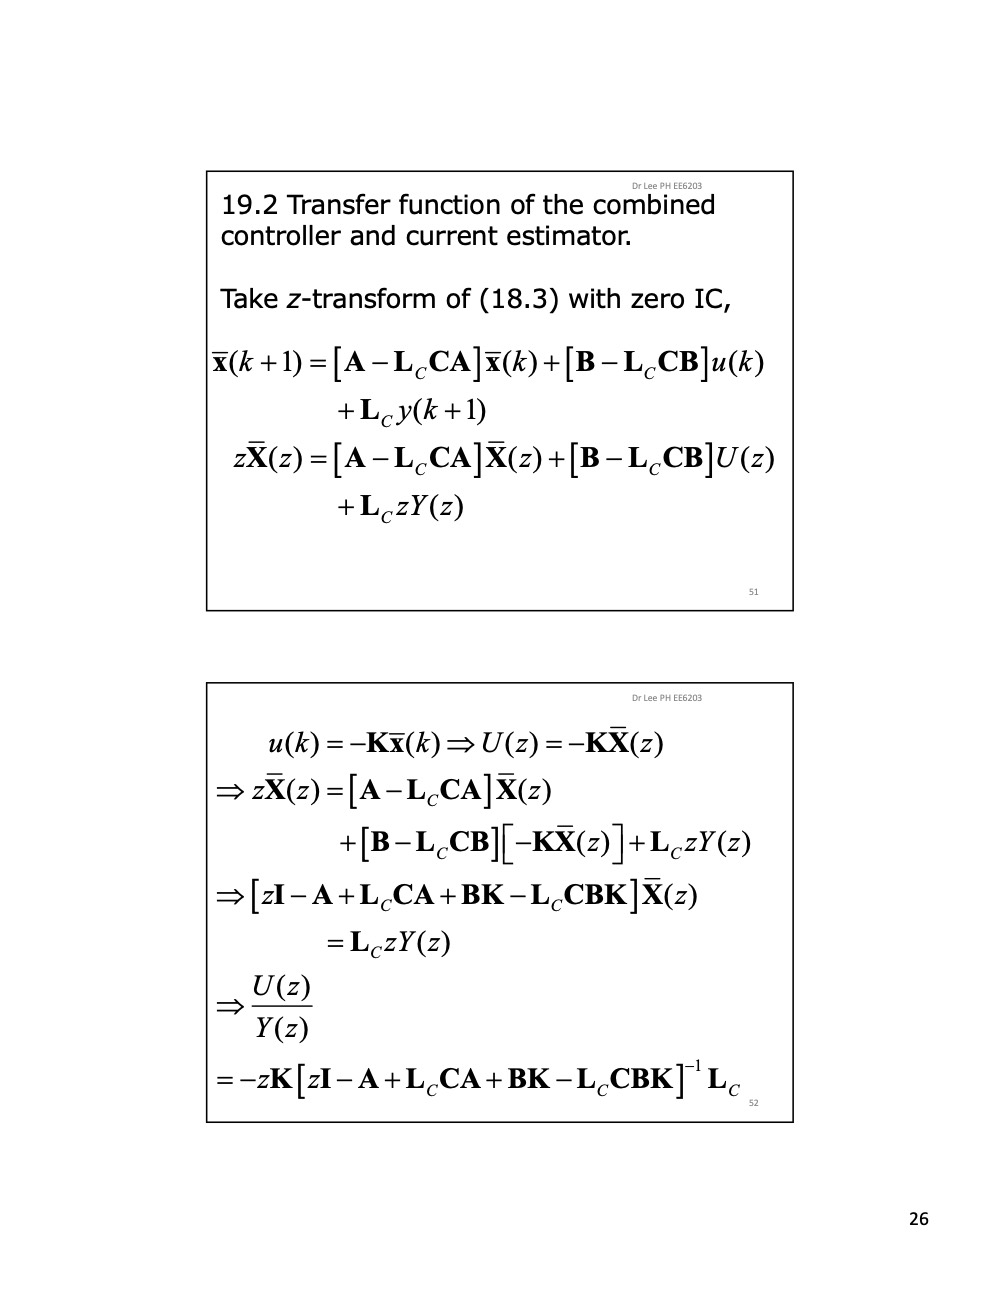 Dr Lee PH EE6203
19.2 Transfer function of the combined
controller and current estimator.
Take z-transform of (18.3) with zero IC,
x̅(k + 1) = [A − L_C CA]x̅(k) + [B − L_C CB]u(k)
+ L_C y(k + 1)
zX̅(z) = [A − L_C CA]X̅(z) + [B − L_C CB]U(z)
+ L_C zY(z)
51
Dr Lee PH EE6203
u(k) = −Kx̅(k) ⇒ U(z) = −KX̅(z)
⇒ zX̅(z) = [A − L_C CA]X̅(z)
+ [B − L_C CB][−KX̅(z)] + L_C zY(z)
⇒ [zI − A + L_C CA + BK − L_C CBK]X̅(z)
= L_C zY(z)
⇒ U(z)/Y(z)
= −zK[zI − A + L_C CA + BK − L_C CBK]⁻¹ L_C
52
26